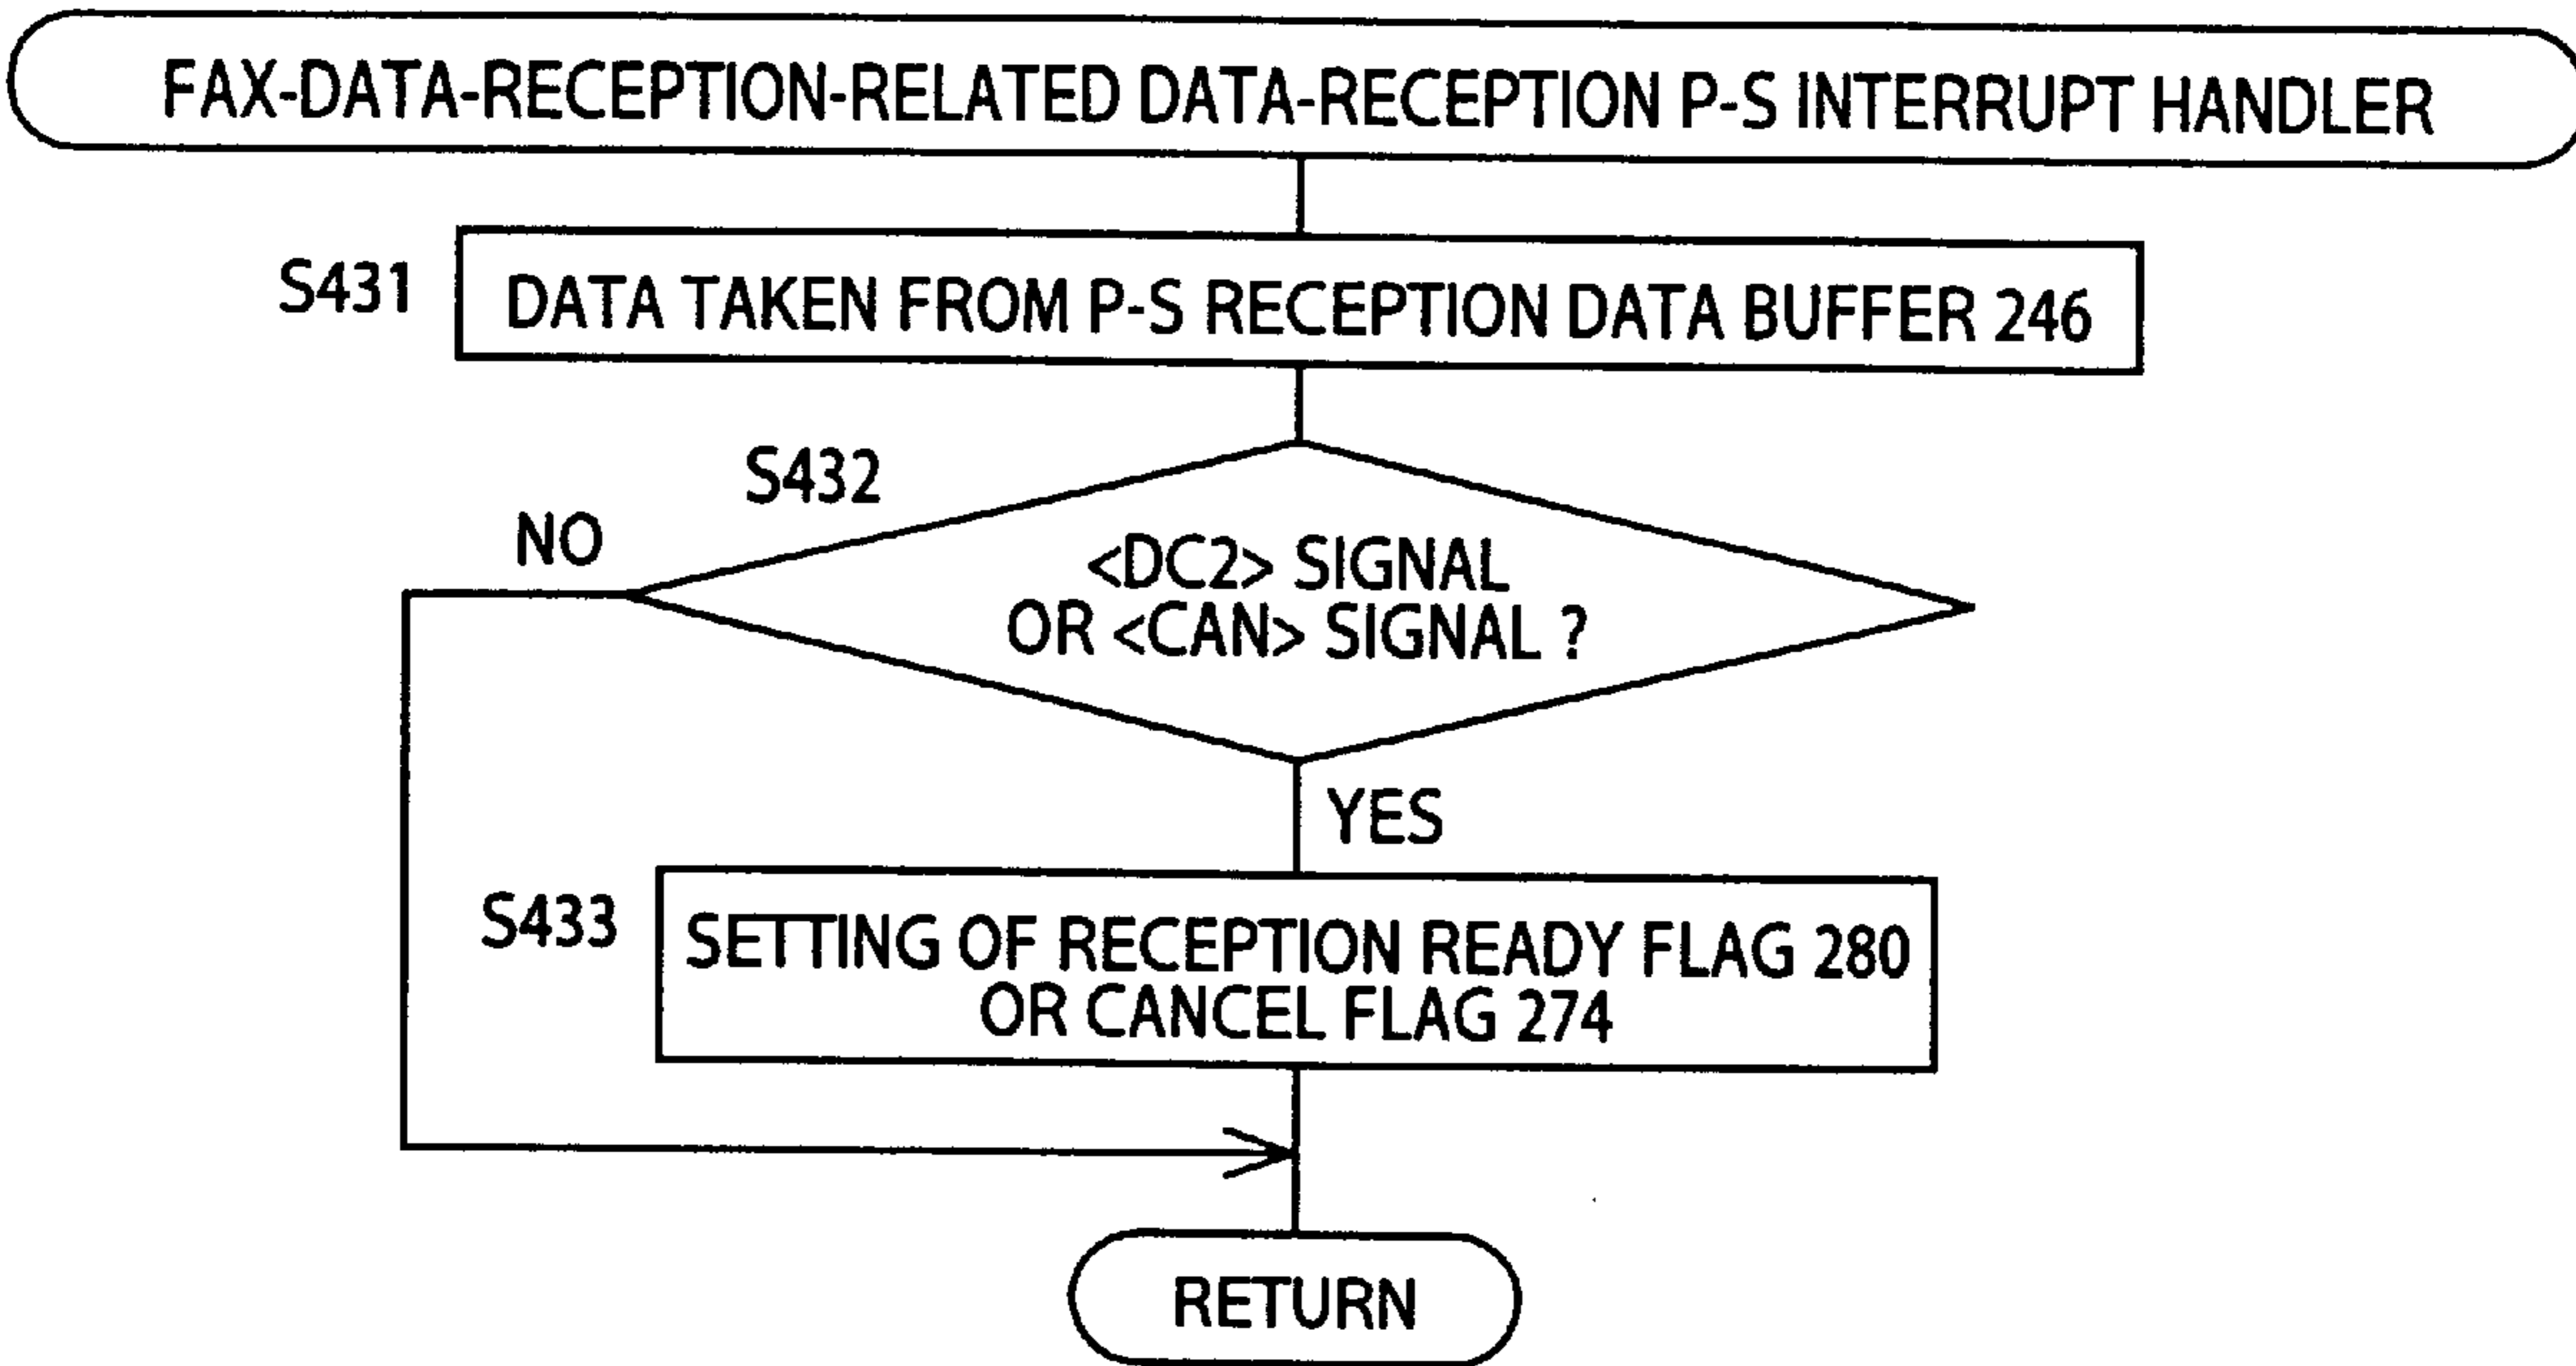 FAX-DATA-RECEPTION-RELATED DATA-RECEPTION P-S INTERRUPT HANDLER
S431
DATA TAKEN FROM P-S RECEPTION DATA BUFFER 246
S432
NO
<DC2> SIGNAL
OR <CAN> SIGNAL ?
YES
S433
SETTING OF RECEPTION READY FLAG 280
OR CANCEL FLAG 274
RETURN